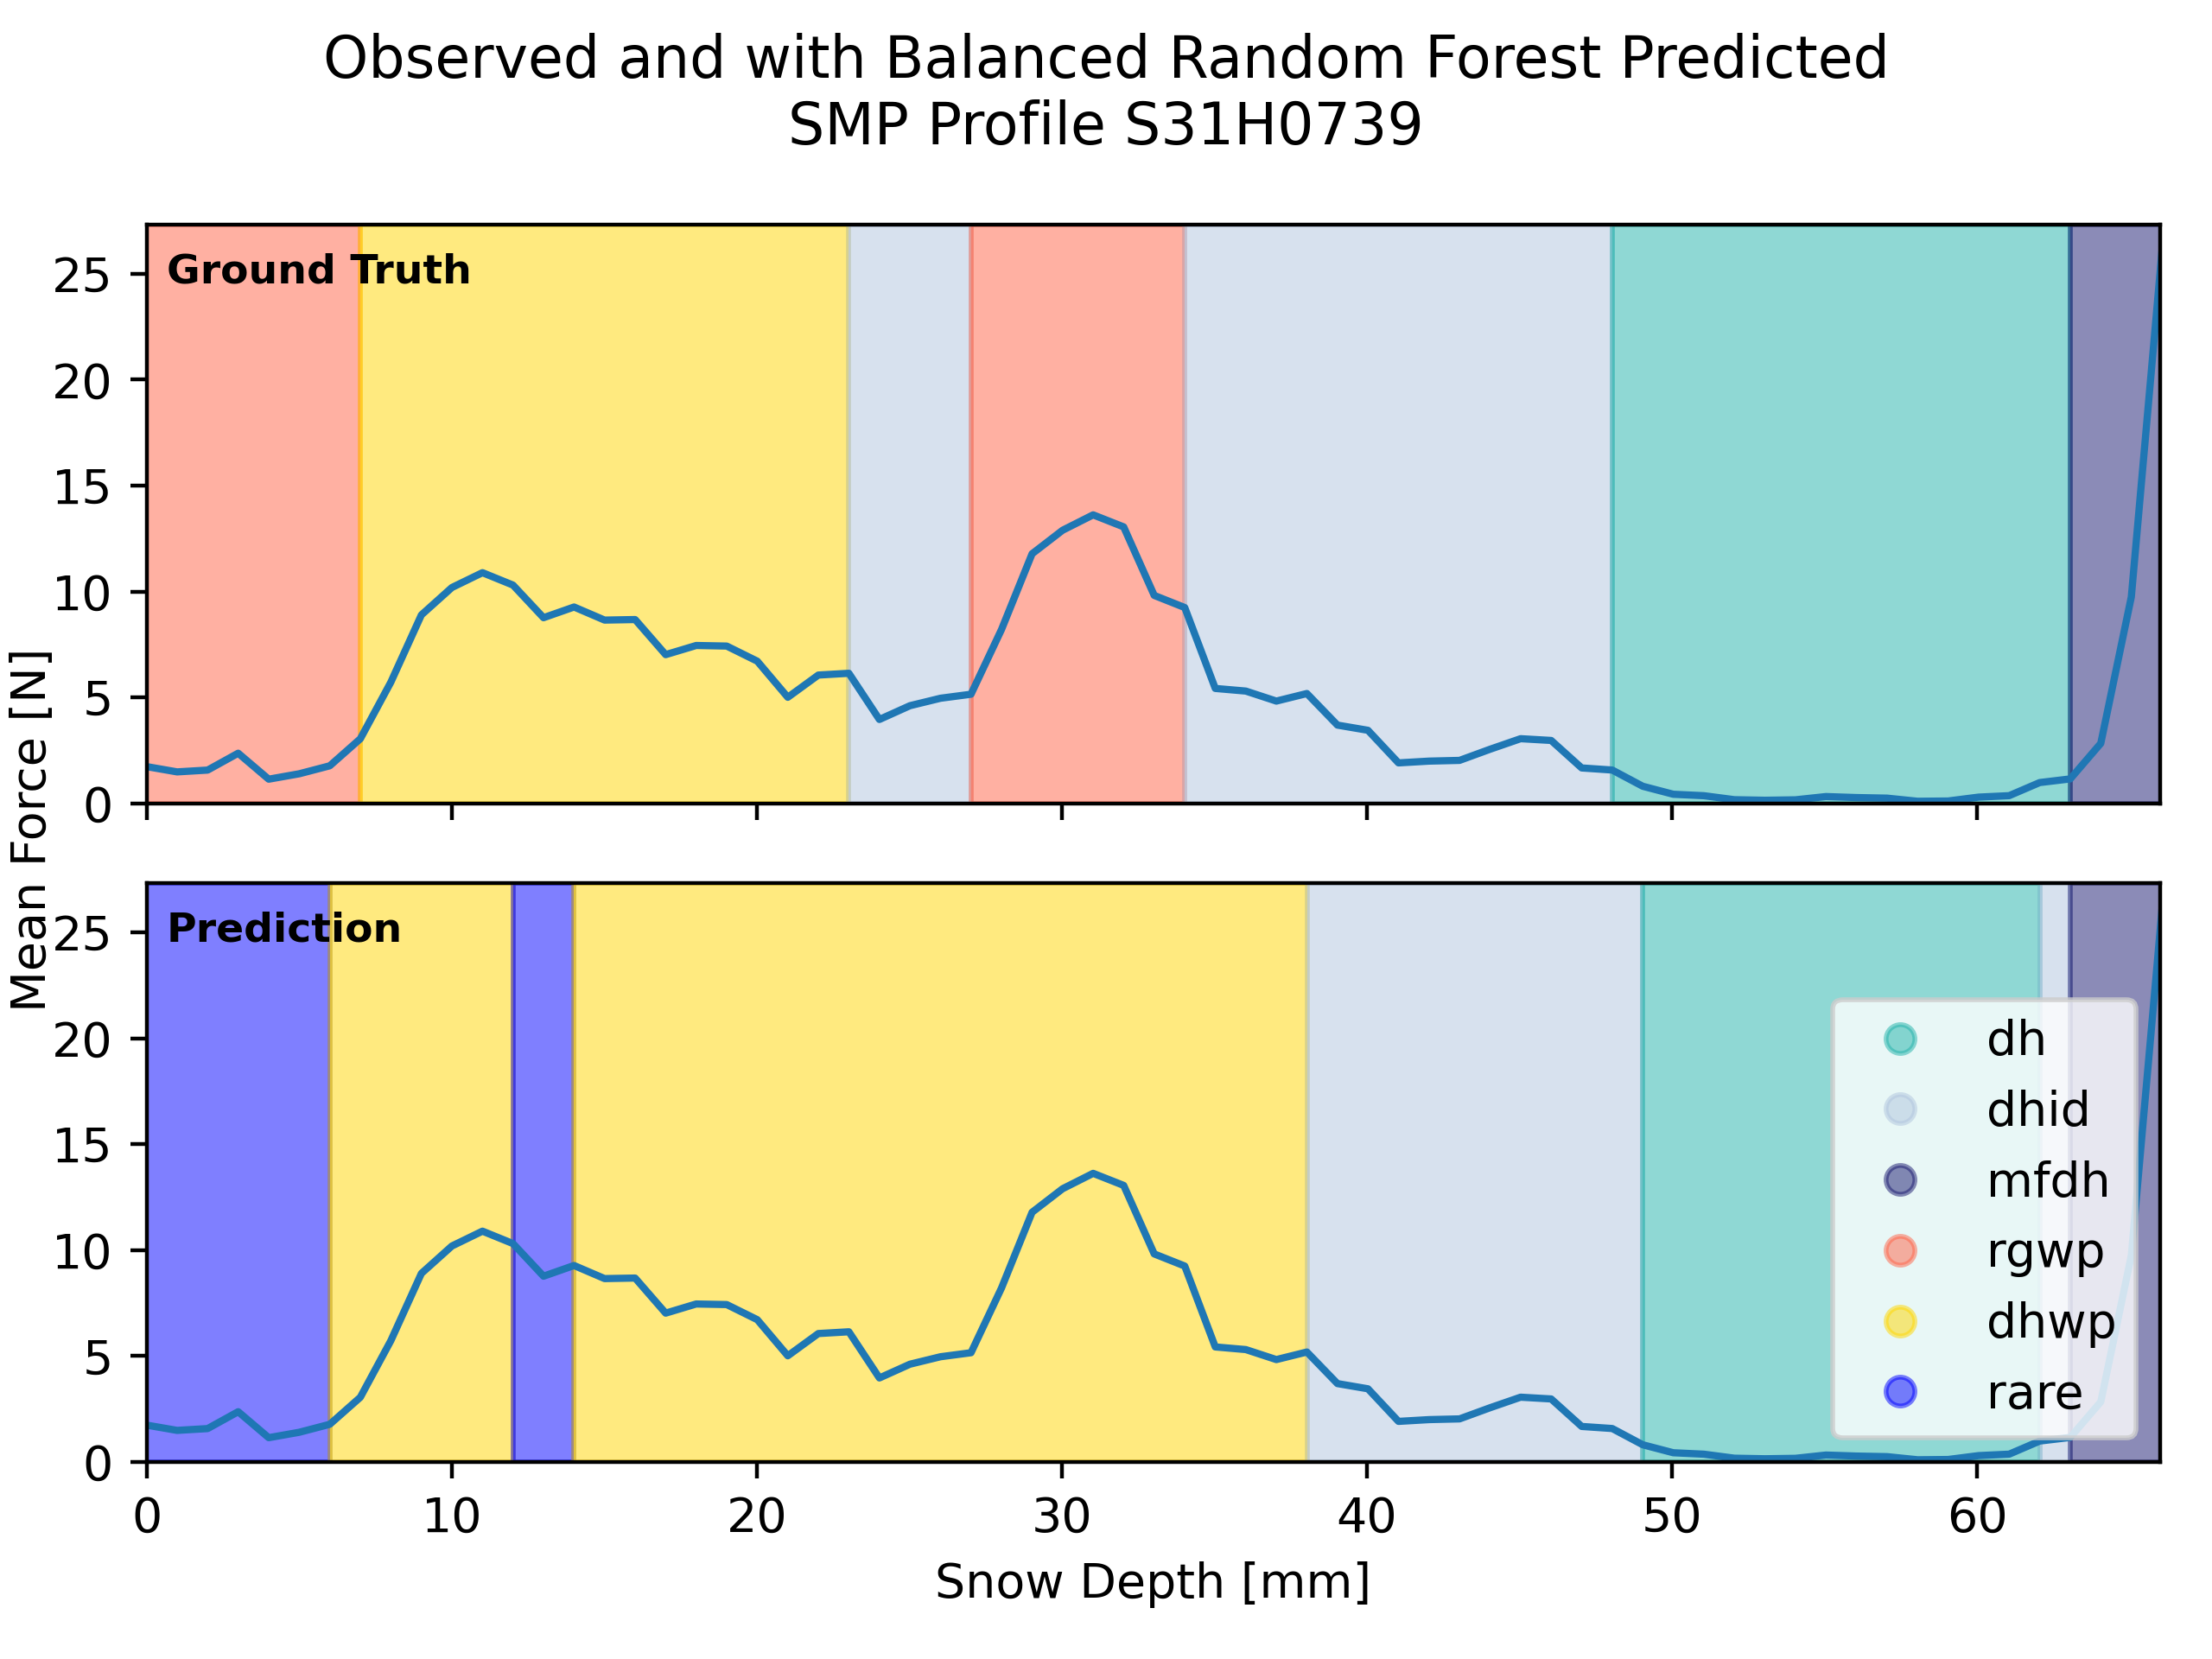 Observed and with Balanced Random Forest Predicted
SMP Profile S31H0739
Mean Force [N]
Ground Truth
25
20
15
10
5
0
Prediction
25
20
15
10
5
0
dh
dhid
mfdh
rgwp
dhwp
rare
0 10 20 30 40 50 60
Snow Depth [mm]